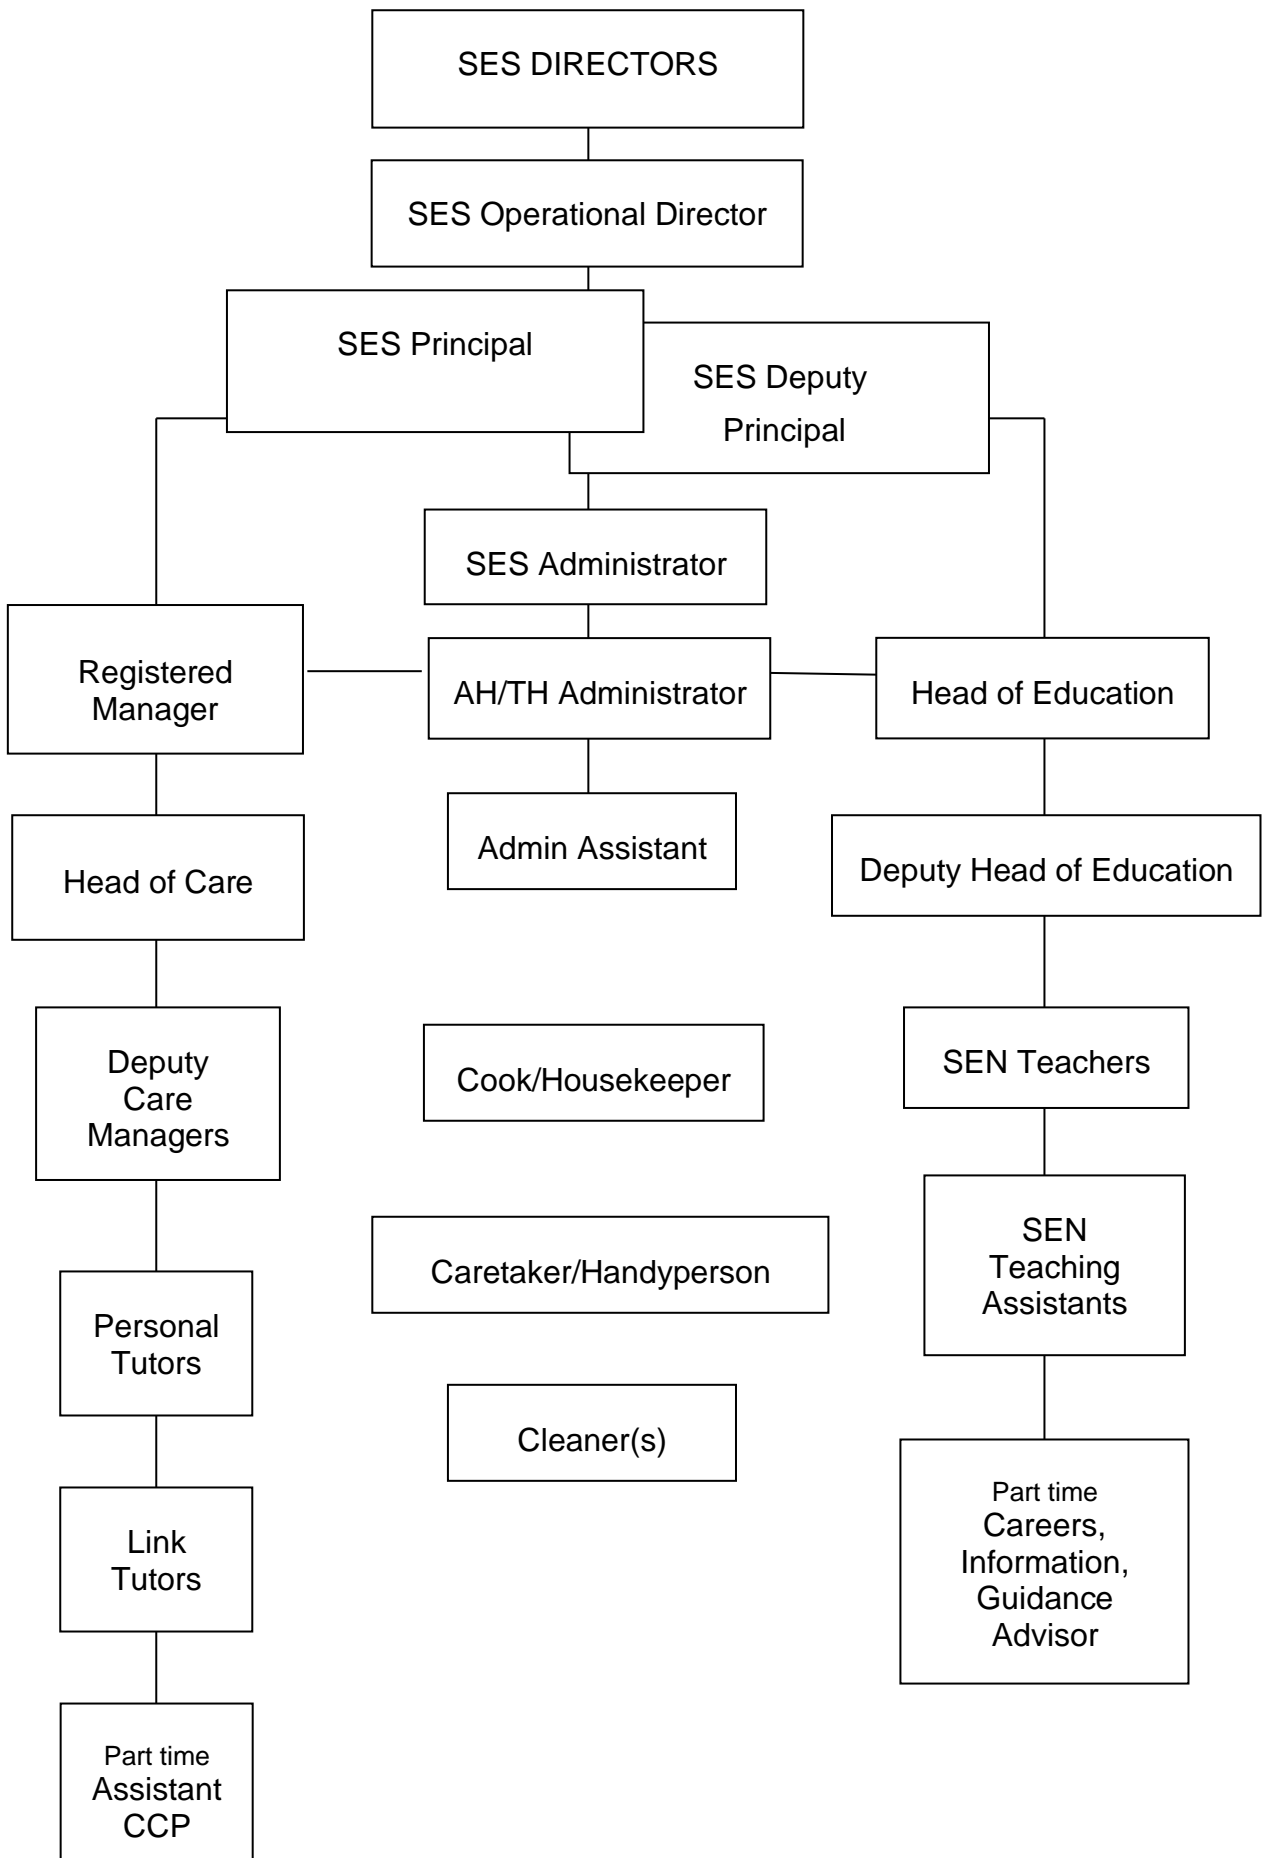 SES DIRECTORS
SES Operational Director
SES Principal
SES Deputy
Principal
SES Administrator
Registered
Manager
AH/TH Administrator
Head of Education
Head of Care
Admin Assistant
Deputy Head of Education
Deputy
Care
Managers
Cook/Housekeeper
SEN Teachers
Personal
Tutors
Caretaker/Handyperson
SEN
Teaching
Assistants
Link
Tutors
Cleaner(s)
Part time
Careers,
Information,
Guidance
Advisor
Part time
Assistant
CCP